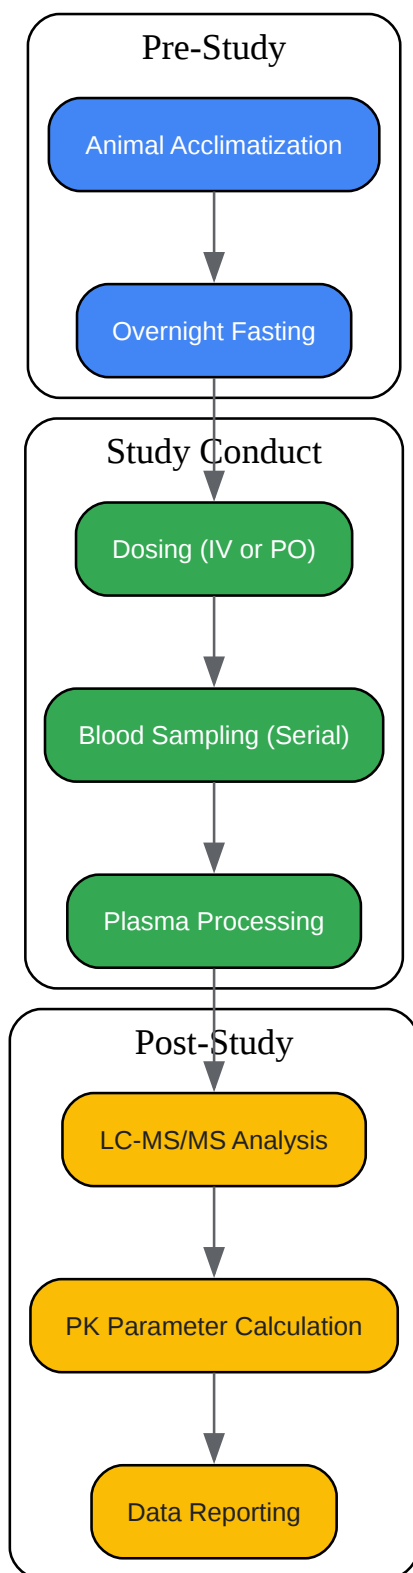 Pre-Study
Animal Acclimatization
Overnight Fasting
Study Conduct
Dosing (IV or PO)
Blood Sampling (Serial)
Plasma Processing
Post-Study
LC-MS/MS Analysis
PK Parameter Calculation
Data Reporting